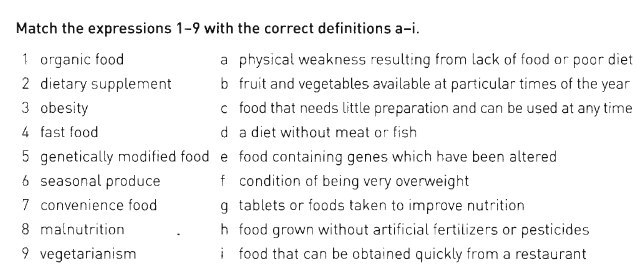 Match the expressions 1–9 with the correct definitions a–i.
1 organic food a physical weakness resulting from lack of food or poor diet
2 dietary supplement b fruit and vegetables available at particular times of the year
3 obesity c food that needs little preparation and can be used at any time
4 fast food d a diet without meat or fish
5 genetically modified food e food containing genes which have been altered
6 seasonal produce f condition of being very overweight
7 convenience food g tablets or foods taken to improve nutrition
8 malnutrition h food grown without artificial fertilizers or pesticides
9 vegetarianism i food that can be obtained quickly from a restaurant